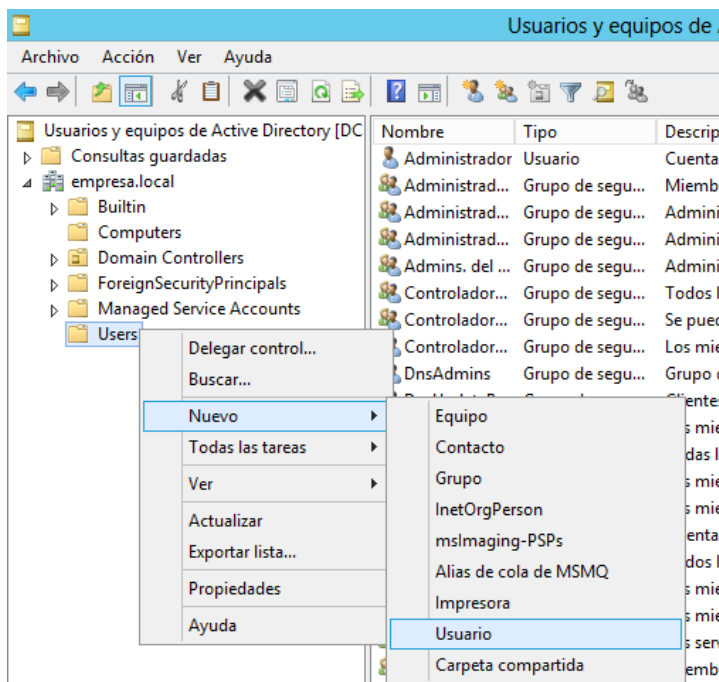 Usuarios y equipos de
Archivo Acción Ver Ayuda
Usuarios y equipos de Active Directory [DC
Consultas guardadas
empresa.local
Builtin
Computers
Domain Controllers
ForeignSecurityPrincipals
Managed Service Accounts
Users
Nombre Tipo Descrip
Administrador Usuario Cuenta
Administrad... Grupo de segu... Miemb
Administrad... Grupo de segu... Admini
Administrad... Grupo de segu... Admini
Admins. del ... Grupo de segu... Admini
Controlador... Grupo de segu... Todos l
Controlador... Grupo de segu... Se pued
Controlador... Grupo de segu... Los mie
DnsAdmins Grupo de segu... Grupo
Delegar control...
Buscar...
Nuevo
Todas las tareas
Ver
Actualizar
Exportar lista...
Propiedades
Ayuda
Equipo
Contacto
Grupo
InetOrgPerson
msImaging-PSPs
Alias de cola de MSMQ
Impresora
Usuario
Carpeta compartida